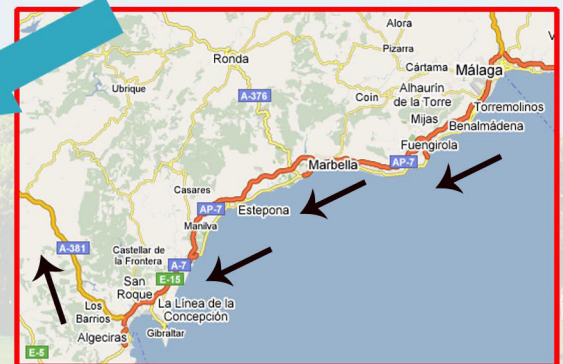 Alora
V
Pizarra
Ronda
Cártama
Málaga
Ubrique
Alhaurín
de la Torre
A-376
Coín
Torremolinos
Mijas
Benalmádena
Fuengirola
Marbella
AP-7
Casares
AP-7
Estepona
Manilva
A-381
Castellar de
la Frontera
A-7
E-15
San
Roque
La Línea de la
Concepción
Los
Barrios
Algeciras
Gibraltar
E-5